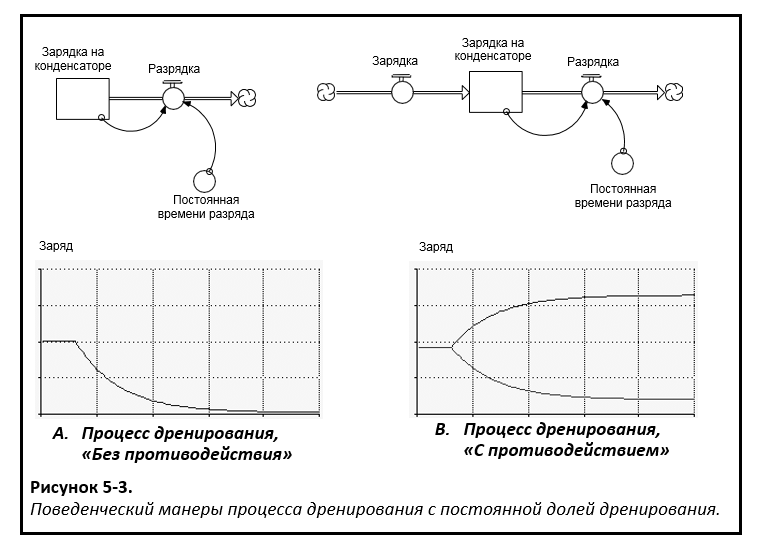 Зарядка на
конденсаторе
Разрядка
Постоянная
времени разряда
Зарядка
Зарядка на
конденсаторе
Разрядка
Постоянная
времени разряда
Заряд
Заряд
A. Процесс дренирования,
«Без противодействия»
B. Процесс дренирования,
«С противодействием»
Рисунок 5-3.
Поведенческий манеры процесса дренирования с постоянной долей дренирования.